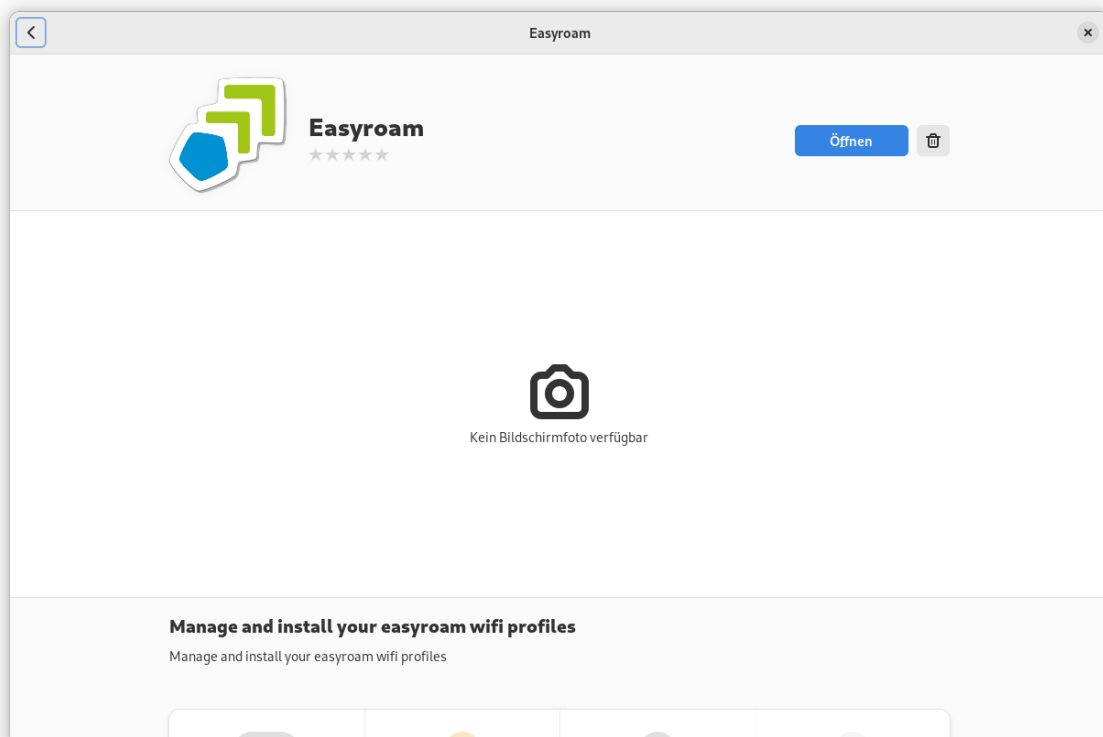 Easyroam
Easyroam
Öffnen
Kein Bildschirmfoto verfügbar
Manage and install your easyroam wifi profiles
Manage and install your easyroam wifi profiles